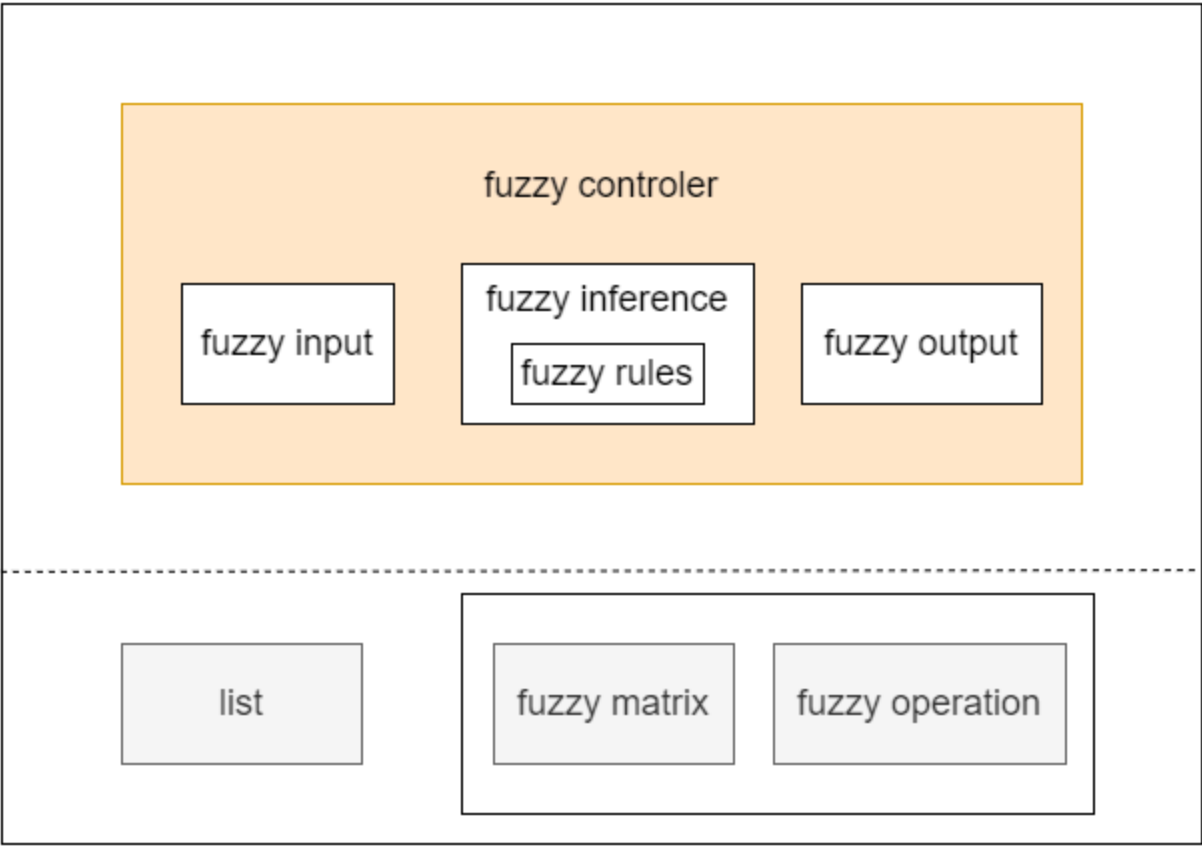 fuzzy controler
fuzzy input
fuzzy inference
fuzzy rules
fuzzy output
list
fuzzy matrix
fuzzy operation